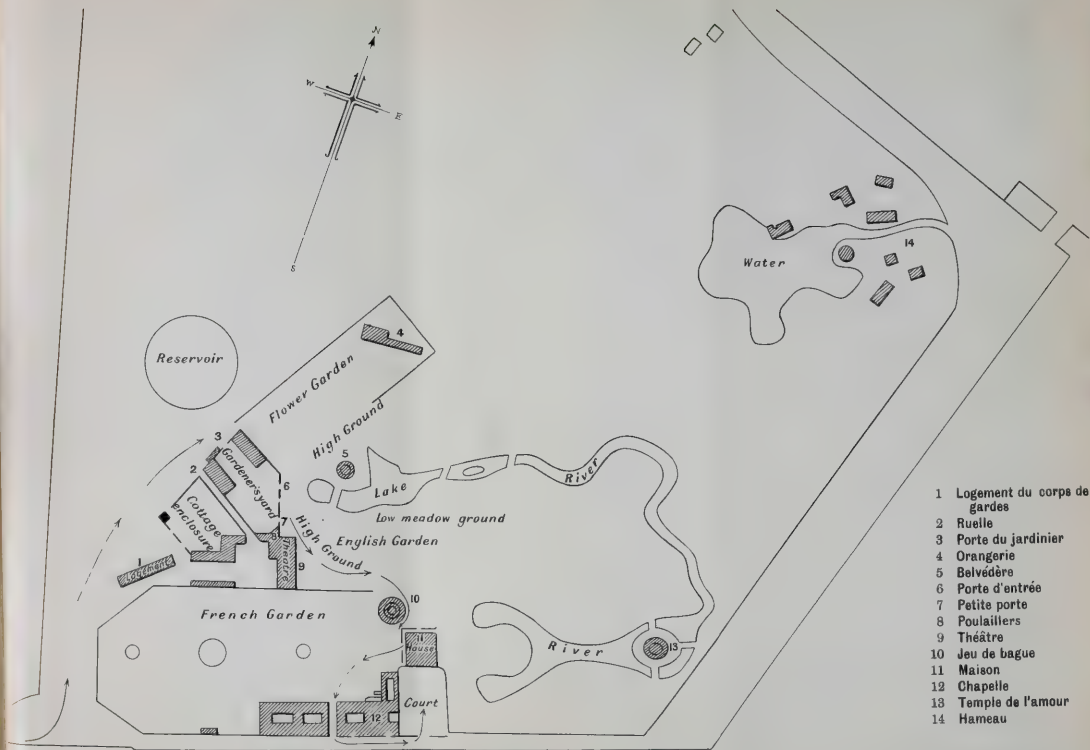 N
W
E
S
Reservoir
Flower Garden
4
High Ground
3
2
Gardener's yard
5
6
Cottage
enclosure
7
8
Lake
River
Low meadow ground
High Ground
English Garden
1
Logement
Théâtre
9
French Garden
10
11
House
River
13
12
Court
Water
14
1 Logement du corps de
gardes
2 Ruelle
3 Porte du jardinier
4 Orangerie
5 Belvédère
6 Porte d'entrée
7 Petite porte
8 Poulaillers
9 Théâtre
10 Jeu de bague
11 Maison
12 Chapelle
13 Temple de l'amour
14 Hameau